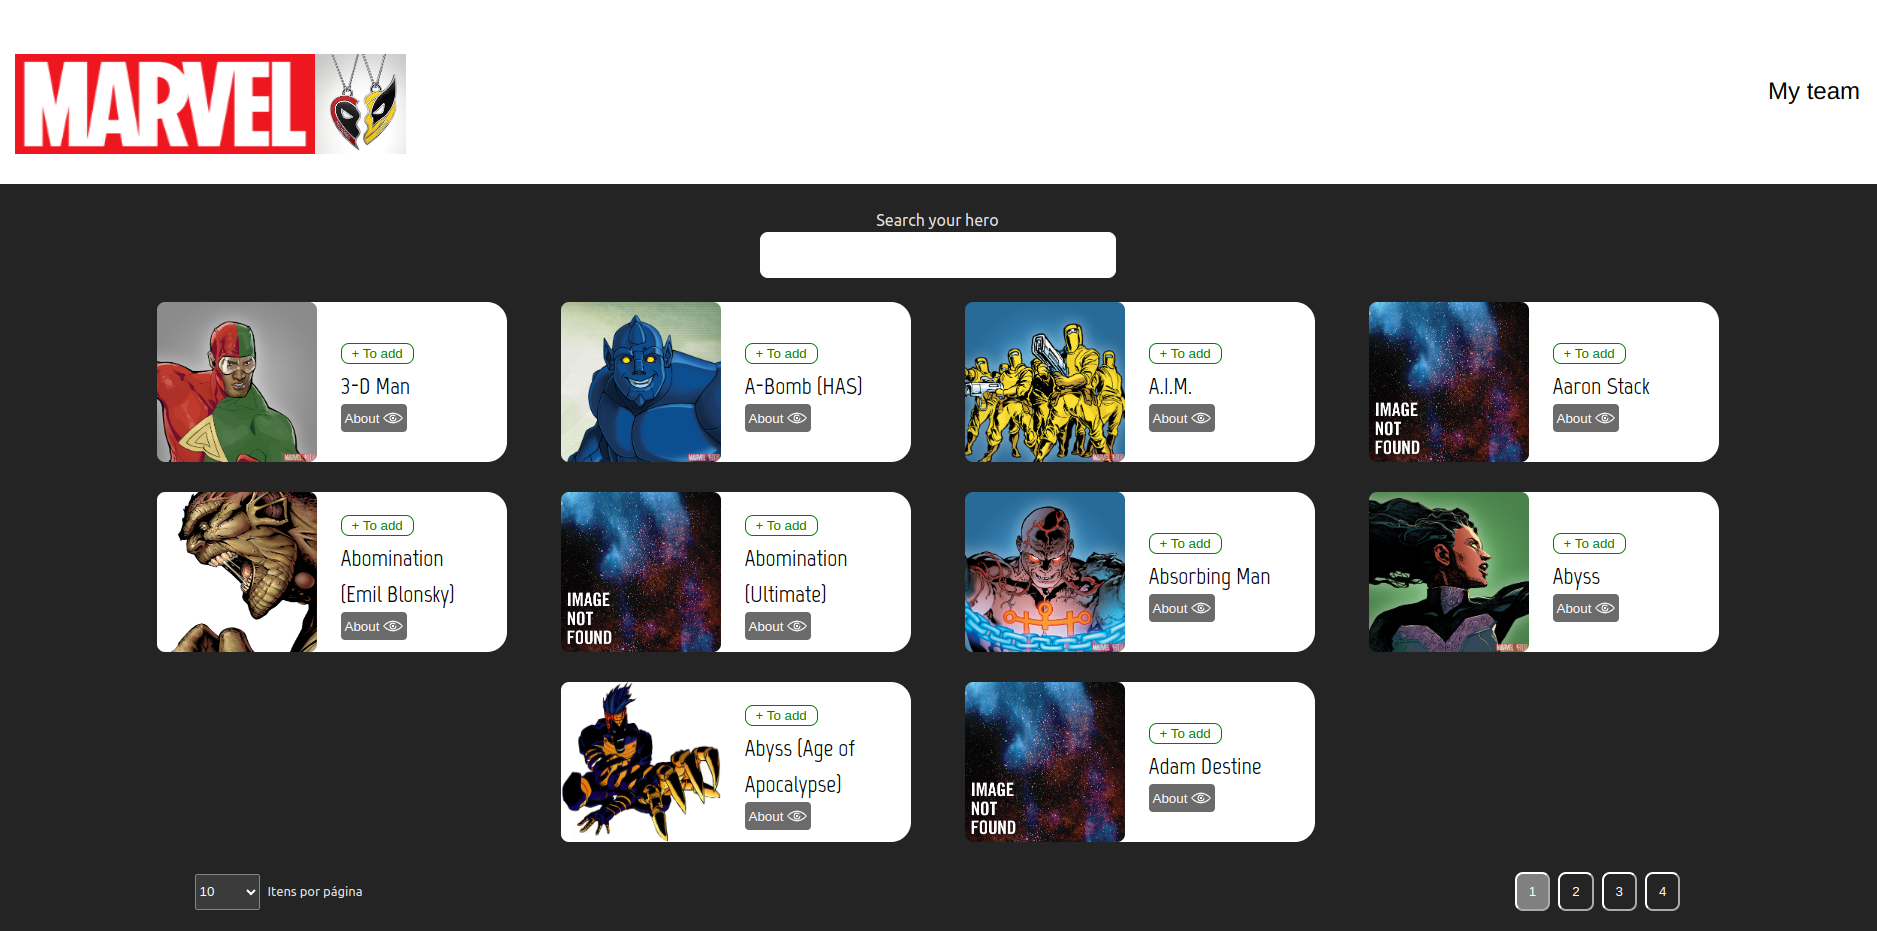 MARVEL
My team
Search your hero
+ To add
3-D Man
About
+ To add
A-Bomb (HAS)
About
+ To add
A.I.M.
About
IMAGE
NOT
FOUND
+ To add
Aaron Stack
About
+ To add
Abomination
(Emil Blonsky)
About
IMAGE
NOT
FOUND
+ To add
Abomination
(Ultimate)
About
+ To add
Absorbing Man
About
+ To add
Abyss
About
+ To add
Abyss (Age of
Apocalypse)
About
IMAGE
NOT
FOUND
+ To add
Adam Destine
About
10 Itens por página
1 2 3 4